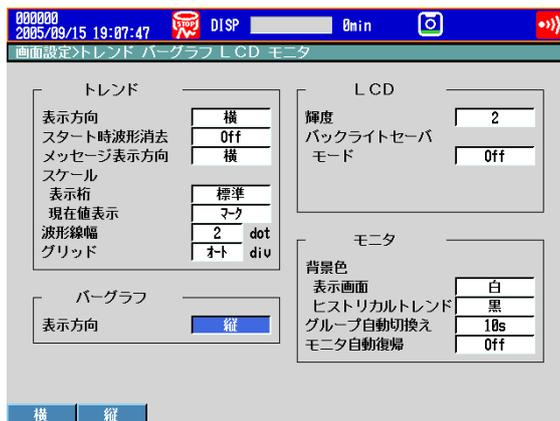 000000
2005/09/15 19:07:47 STOP DISP 0min
画面設定>トレンド バーグラフ LCD モニタ
トレンド
表示方向 横
スタート時波形消去 Off
メッセージ表示方向 横
スケール
表示桁 標準
現在値表示 マーク
波形線幅 2 dot
グリッド オート div
バーグラフ
表示方向 縦
LCD
輝度 2
バックライトセーバ
モード Off
モニタ
背景色
表示画面 白
ヒストリカルトレンド 黒
グループ自動切換え 10s
モニタ自動復帰 Off
横 縦